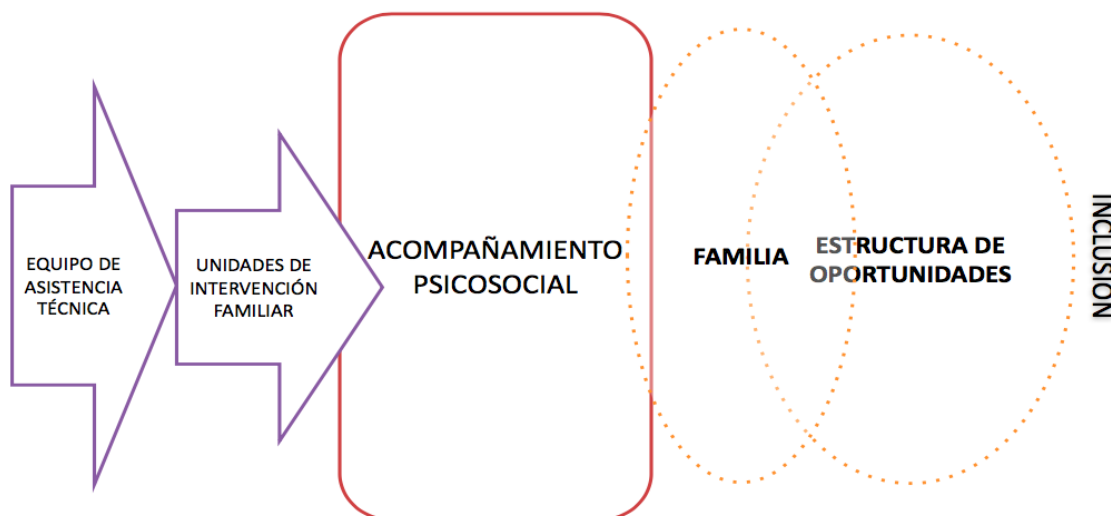 EQUIPO DE
ASISTENCIA
TÉCNICA
UNIDADES DE
INTERVENCIÓN
FAMILIAR
ACOMPAÑAMIENTO
PSICOSOCIAL
FAMILIA
ESTRUCTURA DE
OPORTUNIDADES
INCLUSIÓN